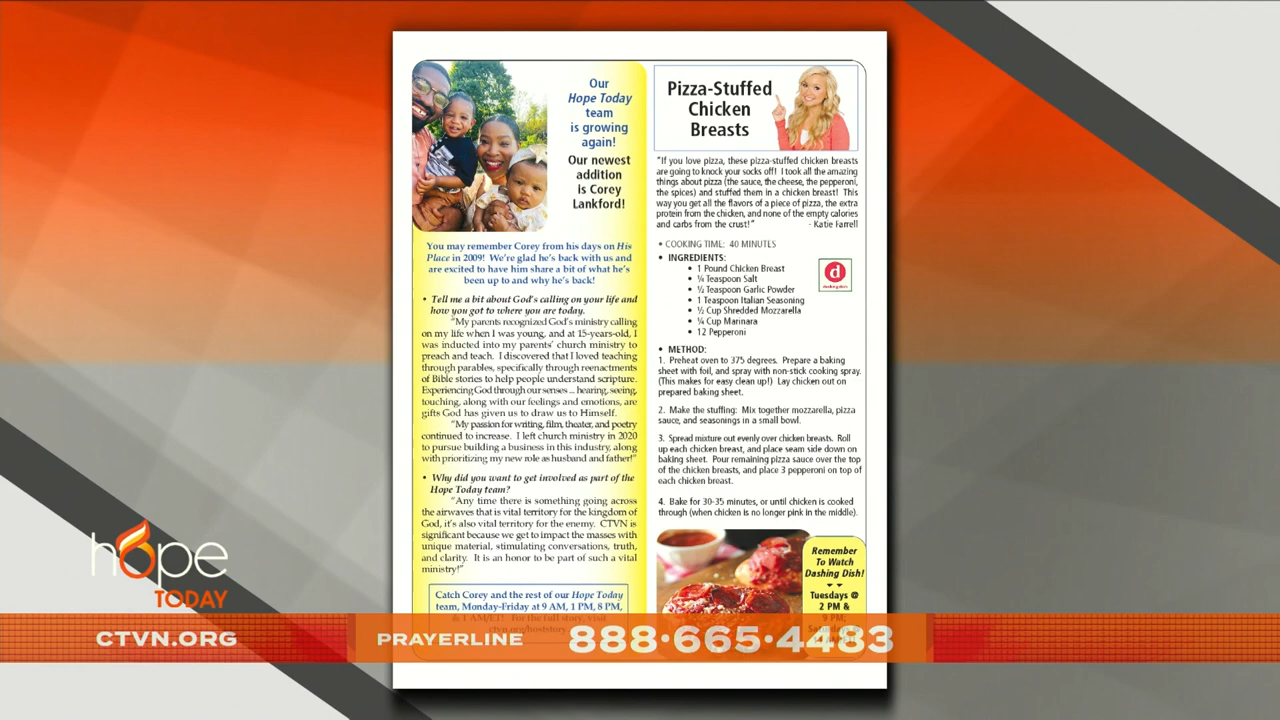 Our
Hope Today
team
is growing
again!
Our newest
addition
is Corey
Lankford!
You may remember Corey from his days on His
Place in 2009! We're glad he's back with us and
are excited to have him share a bit of what he's
been up to and why he's back!
• Tell me a bit about God's calling on your life and
how you got to where you are today.
"My parents recognized God's ministry calling
on my life when I was young, and at 15-years-old, I
was inducted into my parents' church ministry to
preach and teach. I discovered that I loved teaching
through parables, specifically through reenactments
of Bible stories to help people understand scripture.
Experiencing God through our senses ... hearing, seeing,
touching, along with our feelings and emotions, are
gifts God has given us to draw us to Himself.
"My passion for writing, film, theater, and poetry
continued to increase. I left church ministry in 2020
to pursue building a business in this industry, along
with prioritizing my new role as husband and father!"
• Why did you want to get involved as part of the
Hope Today team?
"Any time there is something going across
the airwaves that is vital territory for the kingdom of
God, it's also vital territory for the enemy. CTVN is
significant because we get to impact the masses with
unique material, stimulating conversations, truth,
and clarity. It is an honor to be part of such a vital
ministry!"
Catch Corey and the rest of our Hope Today
team, Monday-Friday at 9 AM, 1 PM, 8 PM,
& 1 AM/ET! For the full story, visit
ctvn.org/hoststory
Pizza-Stuffed
Chicken
Breasts
"If you love pizza, these pizza-stuffed chicken breasts
are going to knock your socks off! I took all the amazing
things about pizza (the sauce, the cheese, the pepperoni,
the spices) and stuffed them in a chicken breast! This
way you get all the flavors of a piece of pizza, the extra
protein from the chicken, and none of the empty calories
and carbs from the crust!" - Katie Farrell
• COOKING TIME: 40 MINUTES
• INGREDIENTS:
• 1 Pound Chicken Breast
• ¼ Teaspoon Salt
• ½ Teaspoon Garlic Powder
• 1 Teaspoon Italian Seasoning
• ½ Cup Shredded Mozzarella
• ¼ Cup Marinara
• 12 Pepperoni
d
• METHOD:
1. Preheat oven to 375 degrees. Prepare a baking
sheet with foil, and spray with non-stick cooking spray.
(This makes for easy clean up!) Lay chicken out on
prepared baking sheet.
2. Make the stuffing: Mix together mozzarella, pizza
sauce, and seasonings in a small bowl.
3. Spread mixture out evenly over chicken breasts. Roll
up each chicken breast, and place seam side down on
baking sheet. Pour remaining pizza sauce over the top
of the chicken breasts, and place 3 pepperoni on top of
each chicken breast.
4. Bake for 30-35 minutes, or until chicken is cooked
through (when chicken is no longer pink in the middle).
Remember
To Watch
Dashing Dish!
Tuesdays @
2 PM &
9 PM;
hope
TODAY
CTVN.ORG
PRAYERLINE
888·665·4483